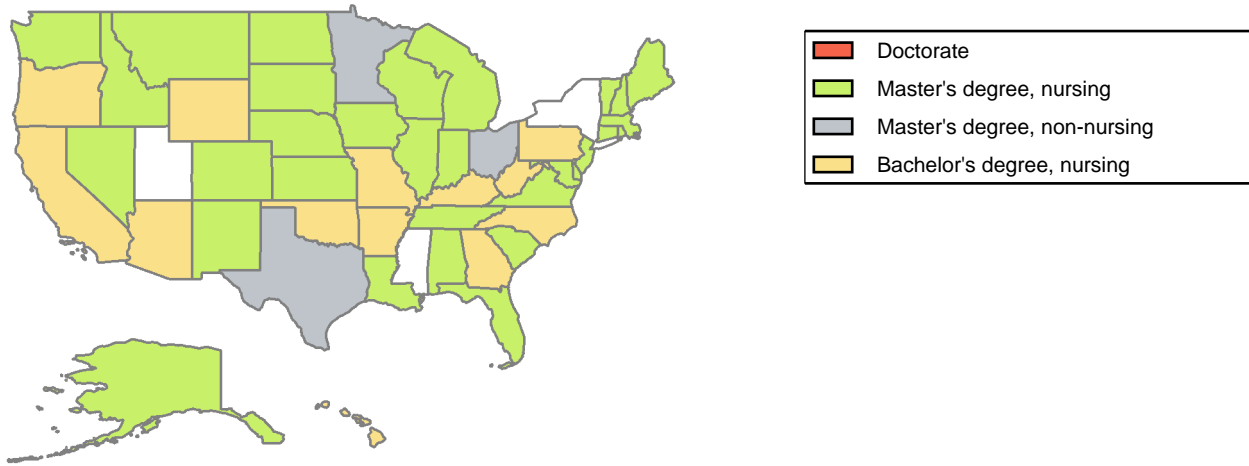 Doctorate
Master's degree, nursing
Master's degree, non-nursing
Bachelor's degree, nursing